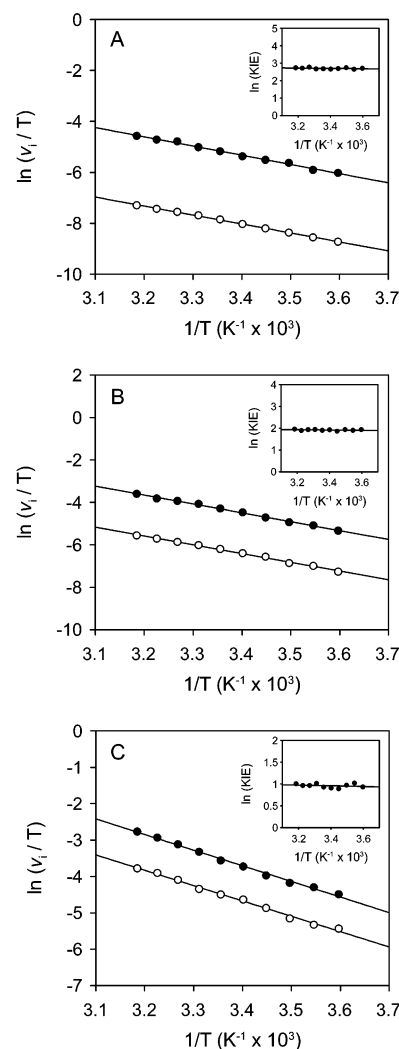 A
0
-2
-4
-6
-8
-10
ln (vᵢ / T)
3.1 3.2 3.3 3.4 3.5 3.6 3.7
1/T (K⁻¹ x 10³)
5
4
3
2
1
0
ln (KIE)
3.2 3.4 3.6
1/T (K⁻¹ x 10³)
B
2
0
-2
-4
-6
-8
-10
ln (vᵢ / T)
3.1 3.2 3.3 3.4 3.5 3.6 3.7
1/T (K⁻¹ x 10³)
4
3
2
1
0
ln (KIE)
3.2 3.4 3.6
1/T (K⁻¹ x 10³)
C
0
-1
-2
-3
-4
-5
-6
-7
ln (vᵢ / T)
3.1 3.2 3.3 3.4 3.5 3.6 3.7
1/T (K⁻¹ x 10³)
2
1.5
1
0.5
0
ln (KIE)
3.2 3.4 3.6
1/T (K⁻¹ x 10³)